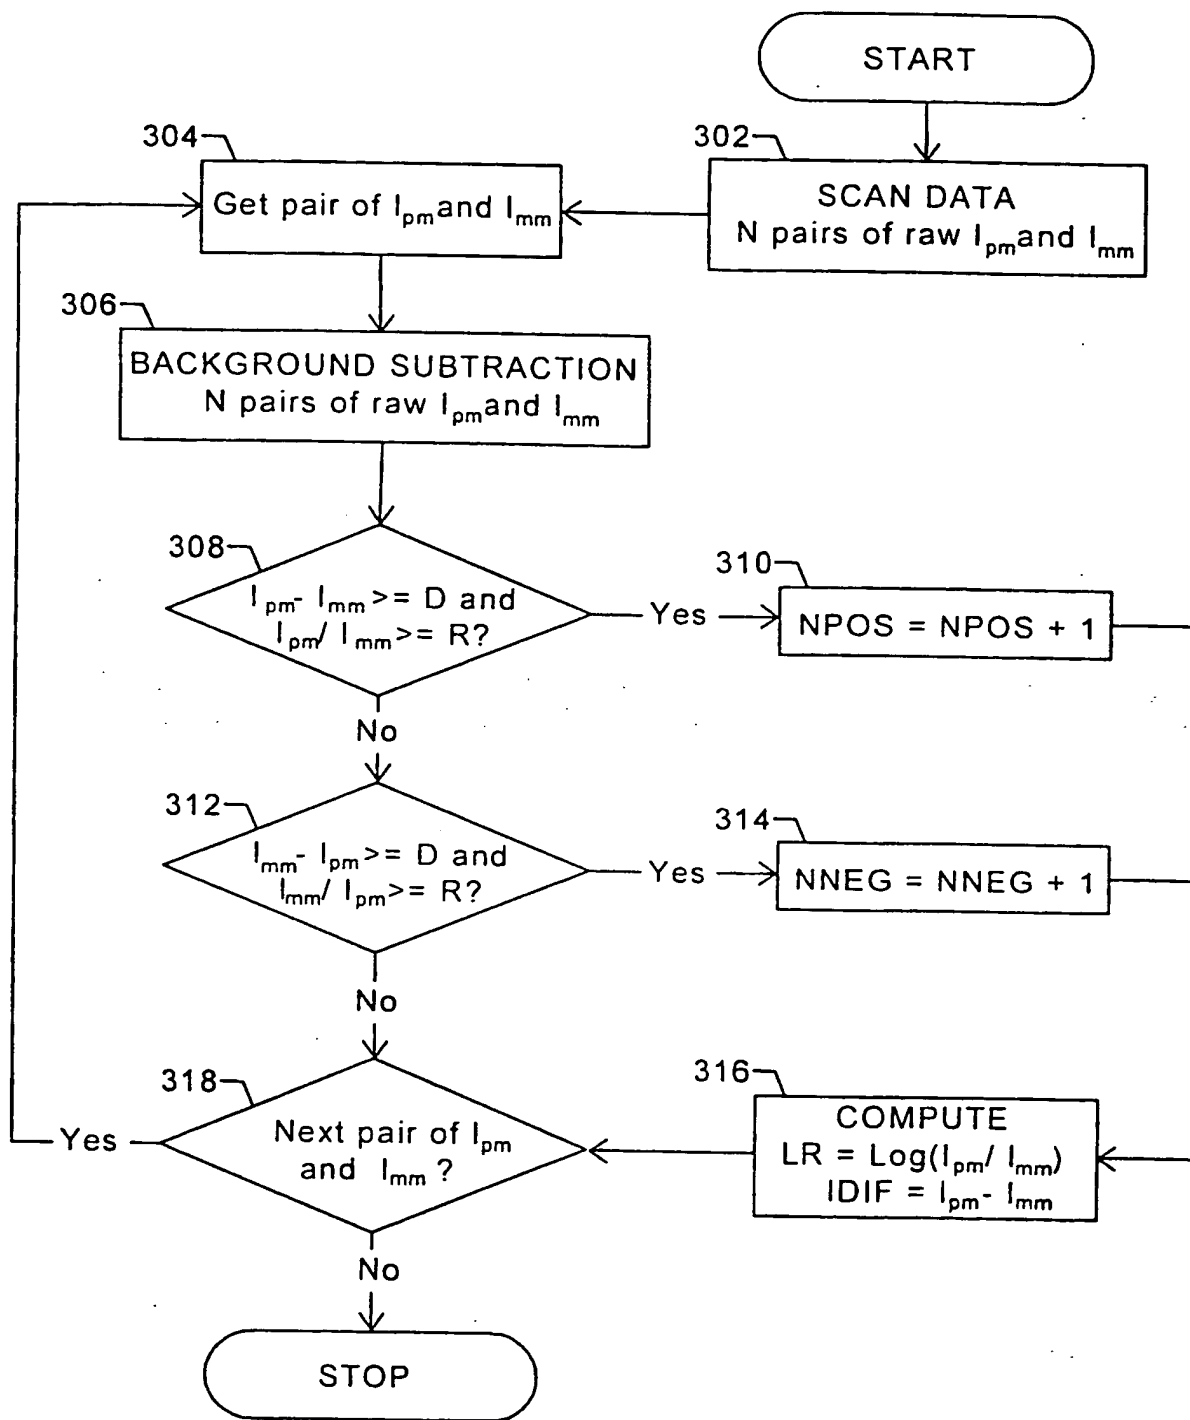 START
302
SCAN DATA
N pairs of raw Ipm and Imm
304
Get pair of Ipm and Imm
306
BACKGROUND SUBTRACTION
N pairs of raw Ipm and Imm
308
Ipm- Imm >= D and
Ipm/ Imm >= R?
Yes
310
NPOS = NPOS + 1
No
312
Imm- Ipm >= D and
Imm/ Ipm >= R?
Yes
314
NNEG = NNEG + 1
No
316
COMPUTE
LR = Log(Ipm/ Imm)
IDIF = Ipm- Imm
318
Next pair of Ipm
and Imm ?
Yes
No
STOP